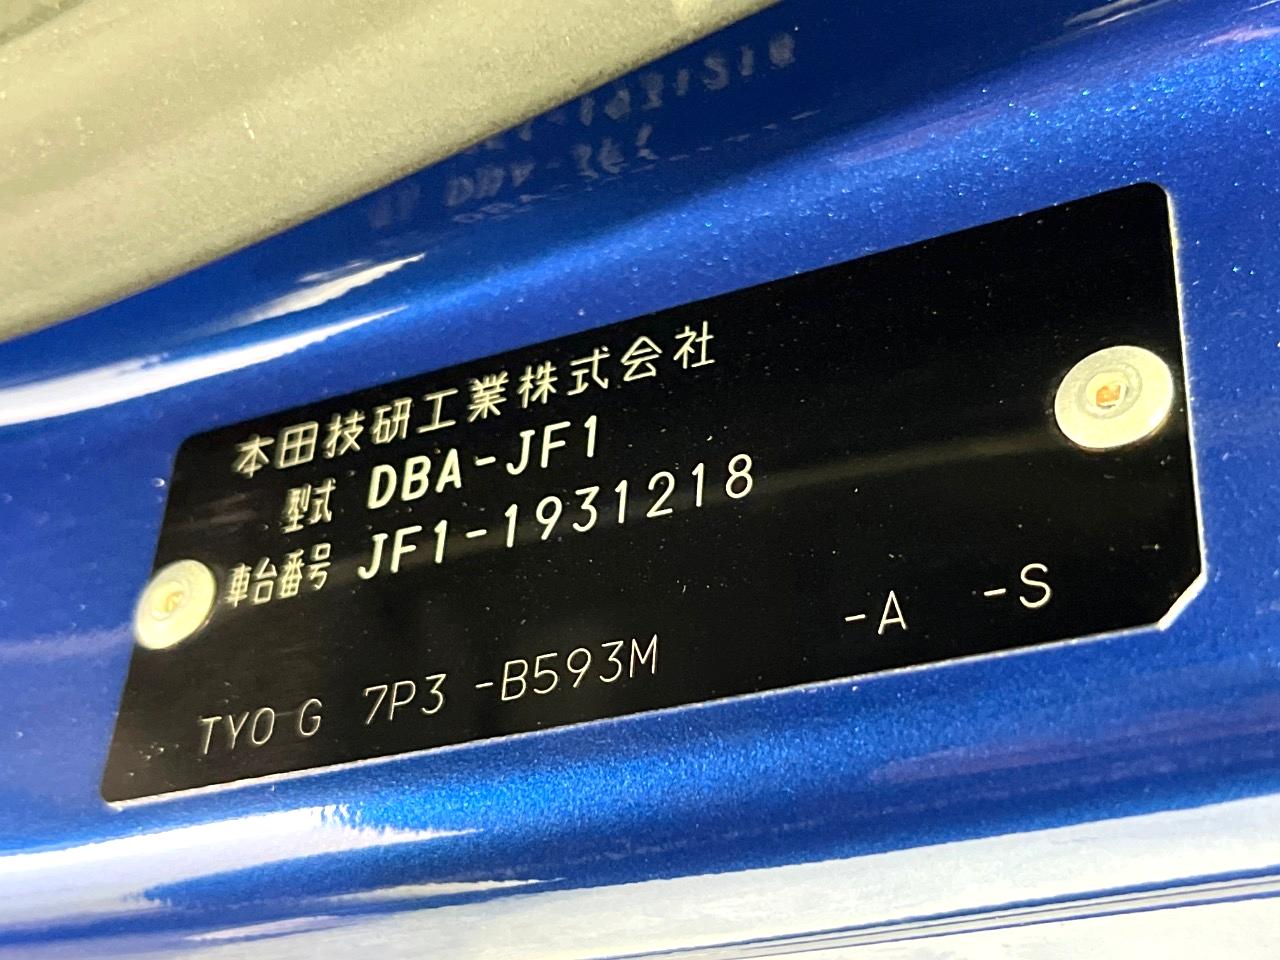 本田技研工業株式会社
型式 DBA-JF1
車台番号 JF1-1931218
-A -S
TYO G 7P3 -B593M